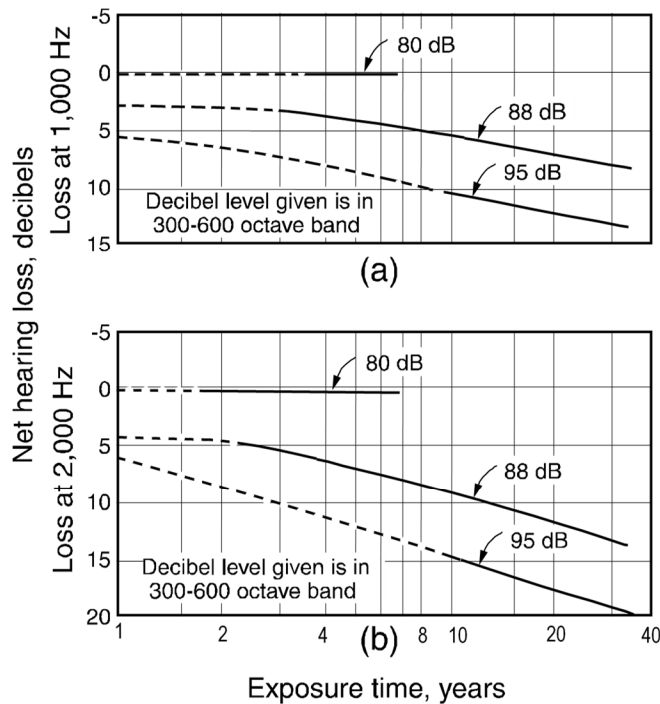 Net hearing loss, decibels
Loss at 1,000 Hz
-5
0
5
10
15
80 dB
88 dB
95 dB
Decibel level given is in
300-600 octave band
(a)
Loss at 2,000 Hz
-5
0
5
10
15
20
80 dB
88 dB
95 dB
Decibel level given is in
300-600 octave band
1 2 4 8 10 20 30 40
(b)
Exposure time, years